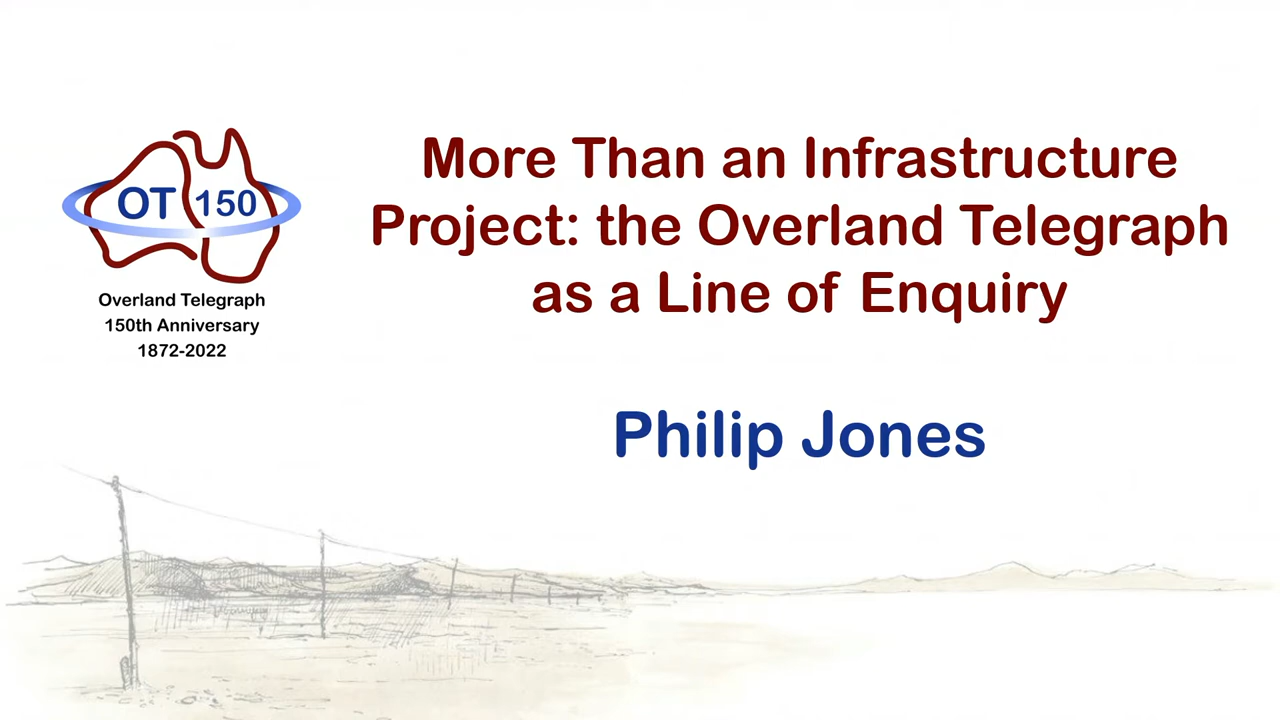 OT 150
Overland Telegraph
150th Anniversary
1872-2022
More Than an Infrastructure
Project: the Overland Telegraph
as a Line of Enquiry
Philip Jones